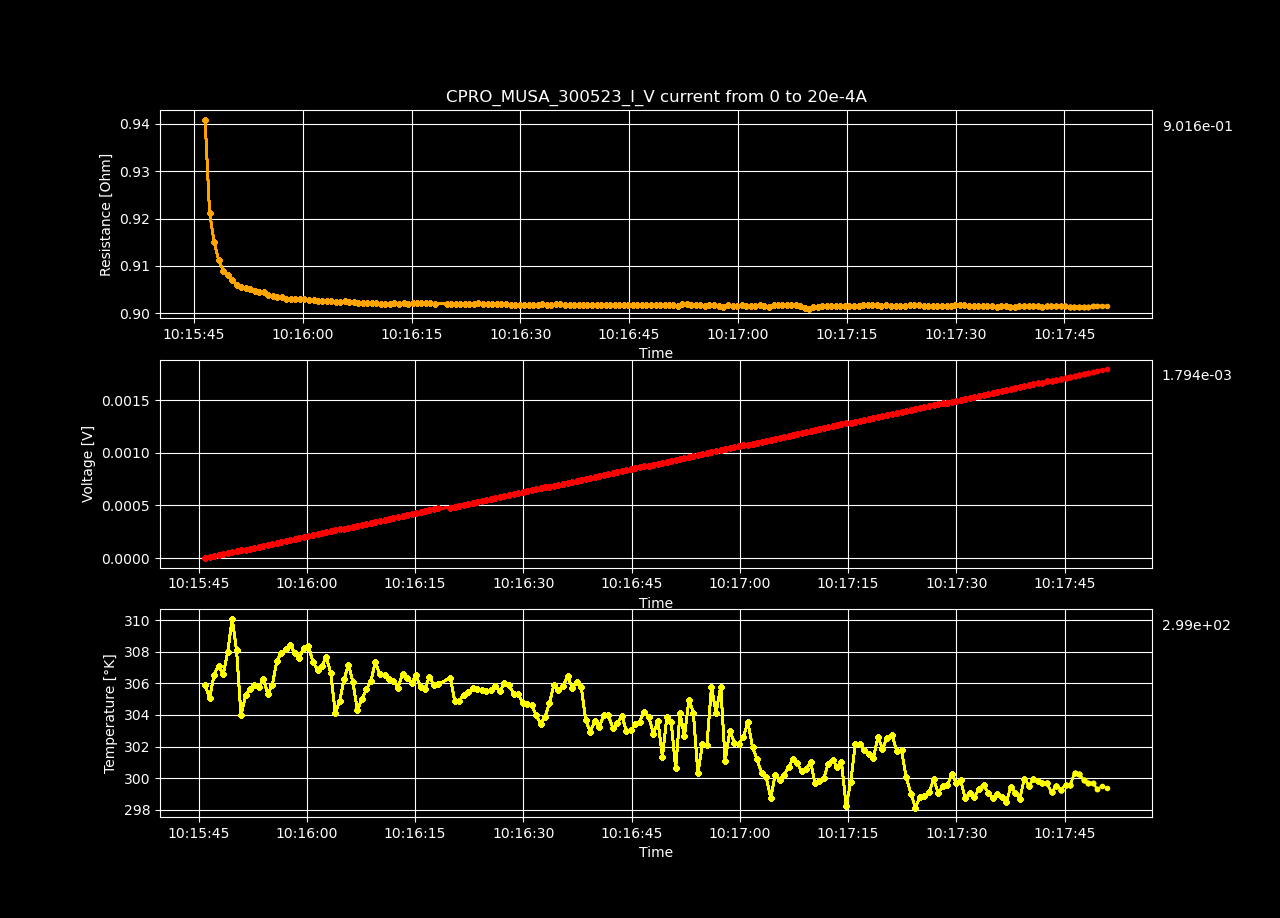 CPRO_MUSA_300523_I_V current from 0 to 20e-4A
0.94
0.93
0.92
0.91
0.90
Resistance [Ohm]
9.016e-01
10:15:45 10:16:00 10:16:15 10:16:30 10:16:45 10:17:00 10:17:15 10:17:30 10:17:45
Time
0.0015
0.0010
0.0005
0.0000
Voltage [V]
1.794e-03
10:15:45 10:16:00 10:16:15 10:16:30 10:16:45 10:17:00 10:17:15 10:17:30 10:17:45
Time
310
308
306
304
302
300
298
Temperature [°K]
2.99e+02
10:15:45 10:16:00 10:16:15 10:16:30 10:16:45 10:17:00 10:17:15 10:17:30 10:17:45
Time